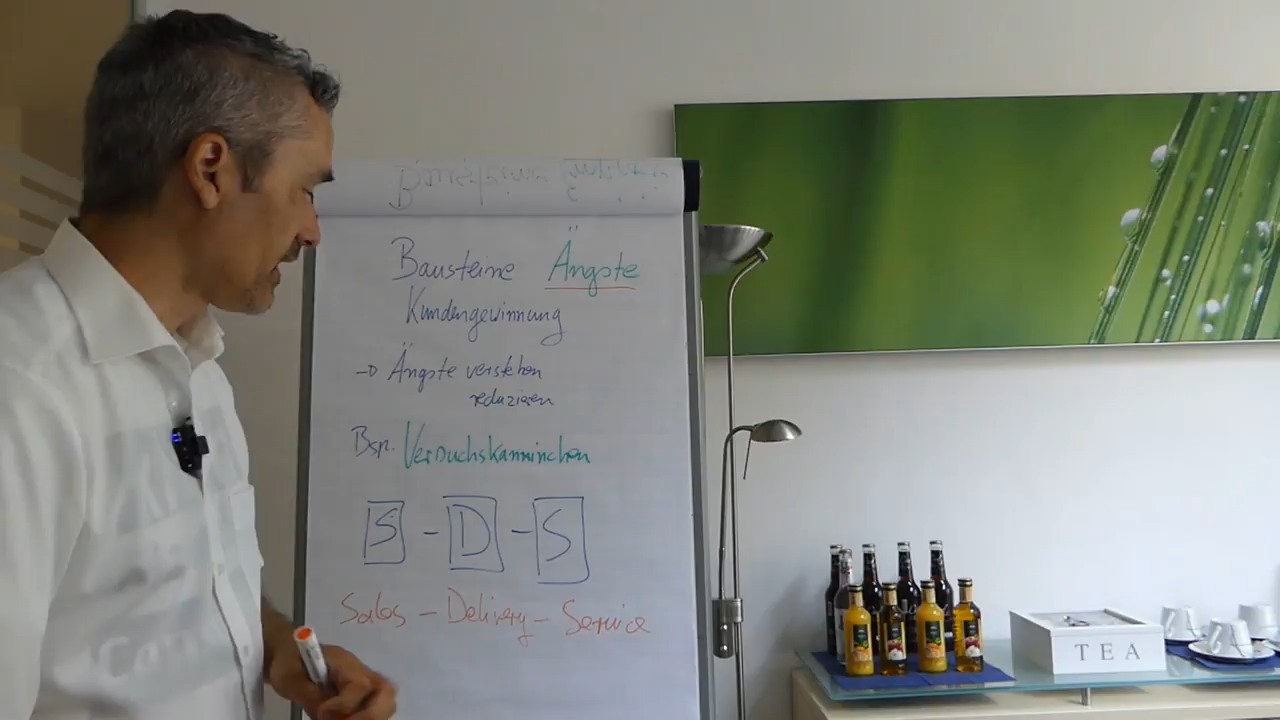 Bausteine Ängste
Kundengewinnung
Ängste verstehen
reduzieren
Bsp. Versuchskaninchen
S - D - S
Sales - Delivery - Service
TEA